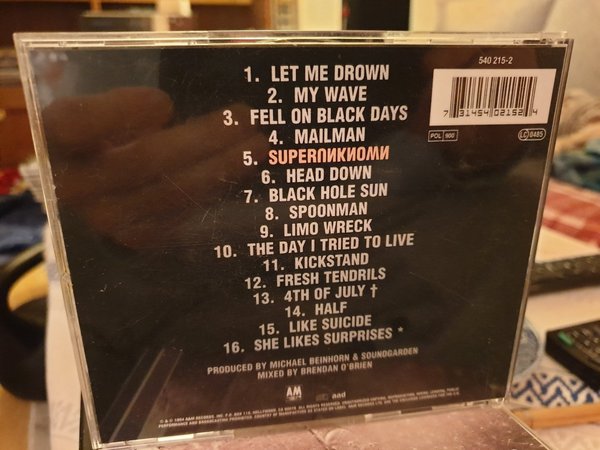 540 215-2
1. LET ME DROWN
2. MY WAVE
3. FELL ON BLACK DAYS
4. MAILMAN
5. SUPERUNKNOWN
6. HEAD DOWN
7. BLACK HOLE SUN
8. SPOONMAN
9. LIMO WRECK
10. THE DAY I TRIED TO LIVE
11. KICKSTAND
12. FRESH TENDRILS
13. 4TH OF JULY †
14. HALF
15. LIKE SUICIDE
16. SHE LIKES SURPRISES *
7 31454 02152 4
POL 900
LC 0485
PRODUCED BY MICHAEL BEINHORN & SOUNDGARDEN
MIXED BY BRENDAN O'BRIEN
A&M
aad